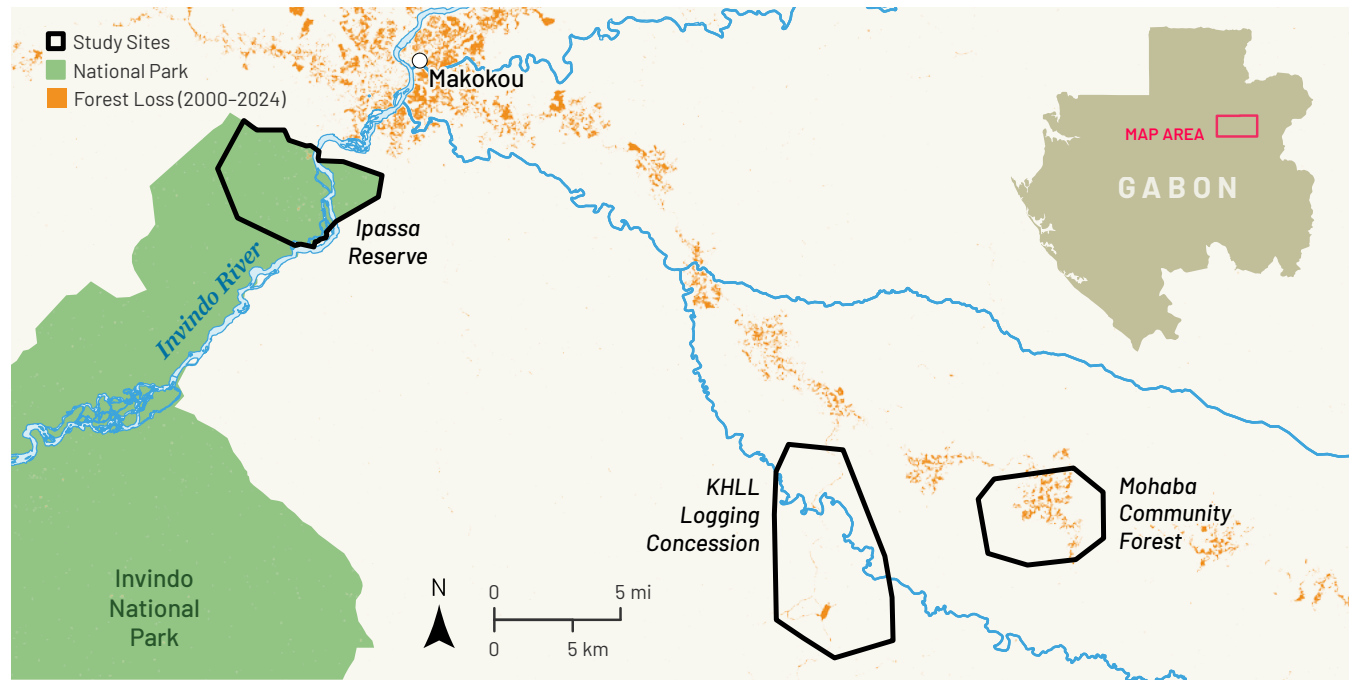 Study Sites
National Park
Forest Loss (2000–2024)
Makokou
MAP AREA
GABON
Ipassa
Reserve
Invindo River
KHLL
Logging
Concession
Mohaba
Community
Forest
Invindo
National
Park
N
0 5 mi
0 5 km